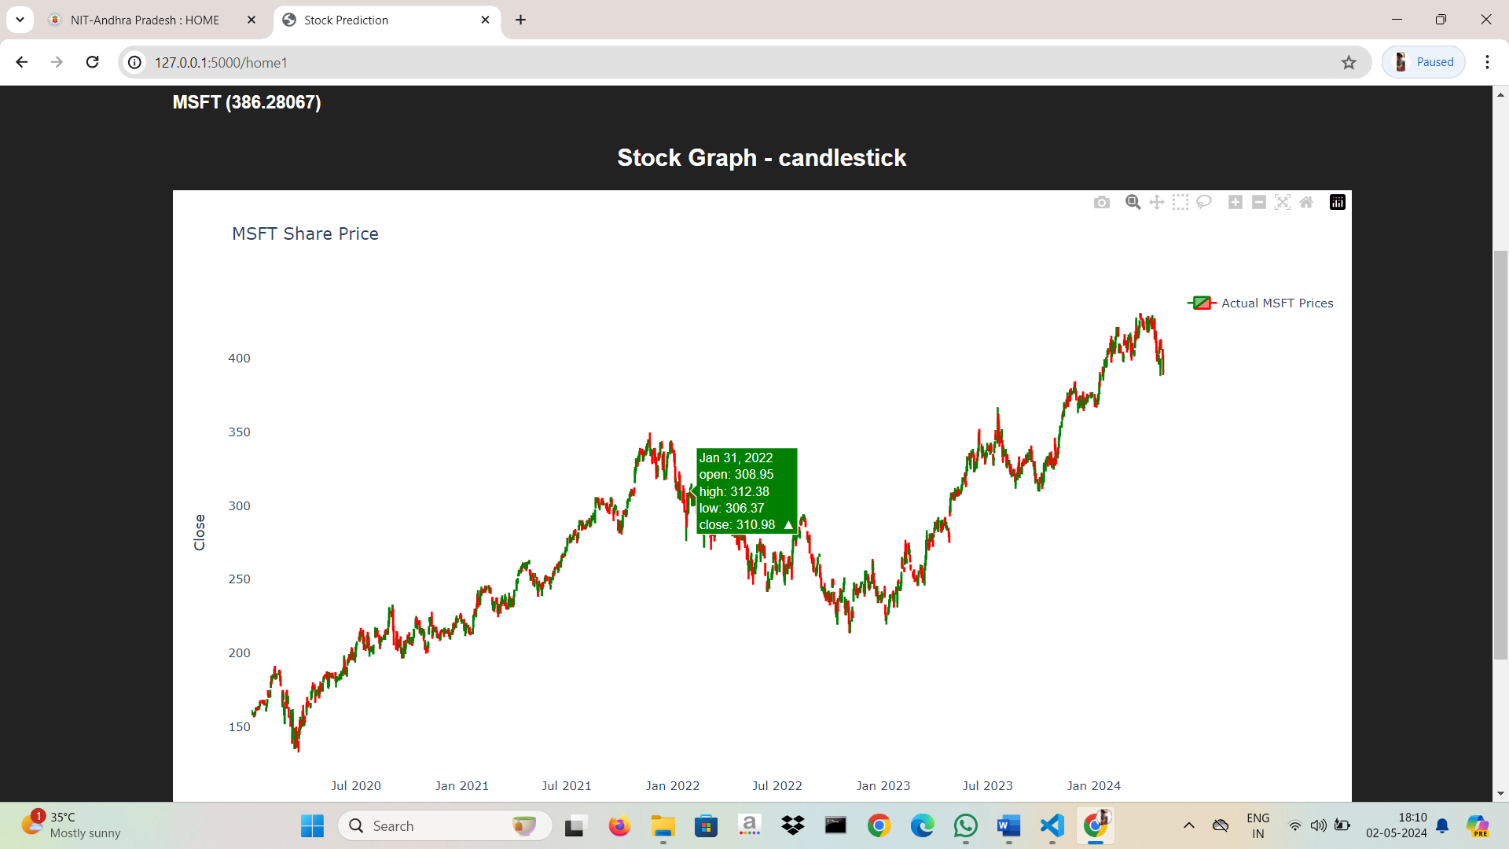 NIT-Andhra Pradesh : HOME
Stock Prediction
127.0.0.1:5000/home1
Paused
MSFT (386.28067)
Stock Graph - candlestick
MSFT Share Price
Actual MSFT Prices
400
350
300
250
200
150
Close
Jan 31, 2022
open: 308.95
high: 312.38
low: 306.37
close: 310.98 ▲
Jul 2020
Jan 2021
Jul 2021
Jan 2022
Jul 2022
Jan 2023
Jul 2023
Jan 2024
1
35°C
Mostly sunny
Search
a
W
ENG
IN
18:10
02-05-2024
PRE